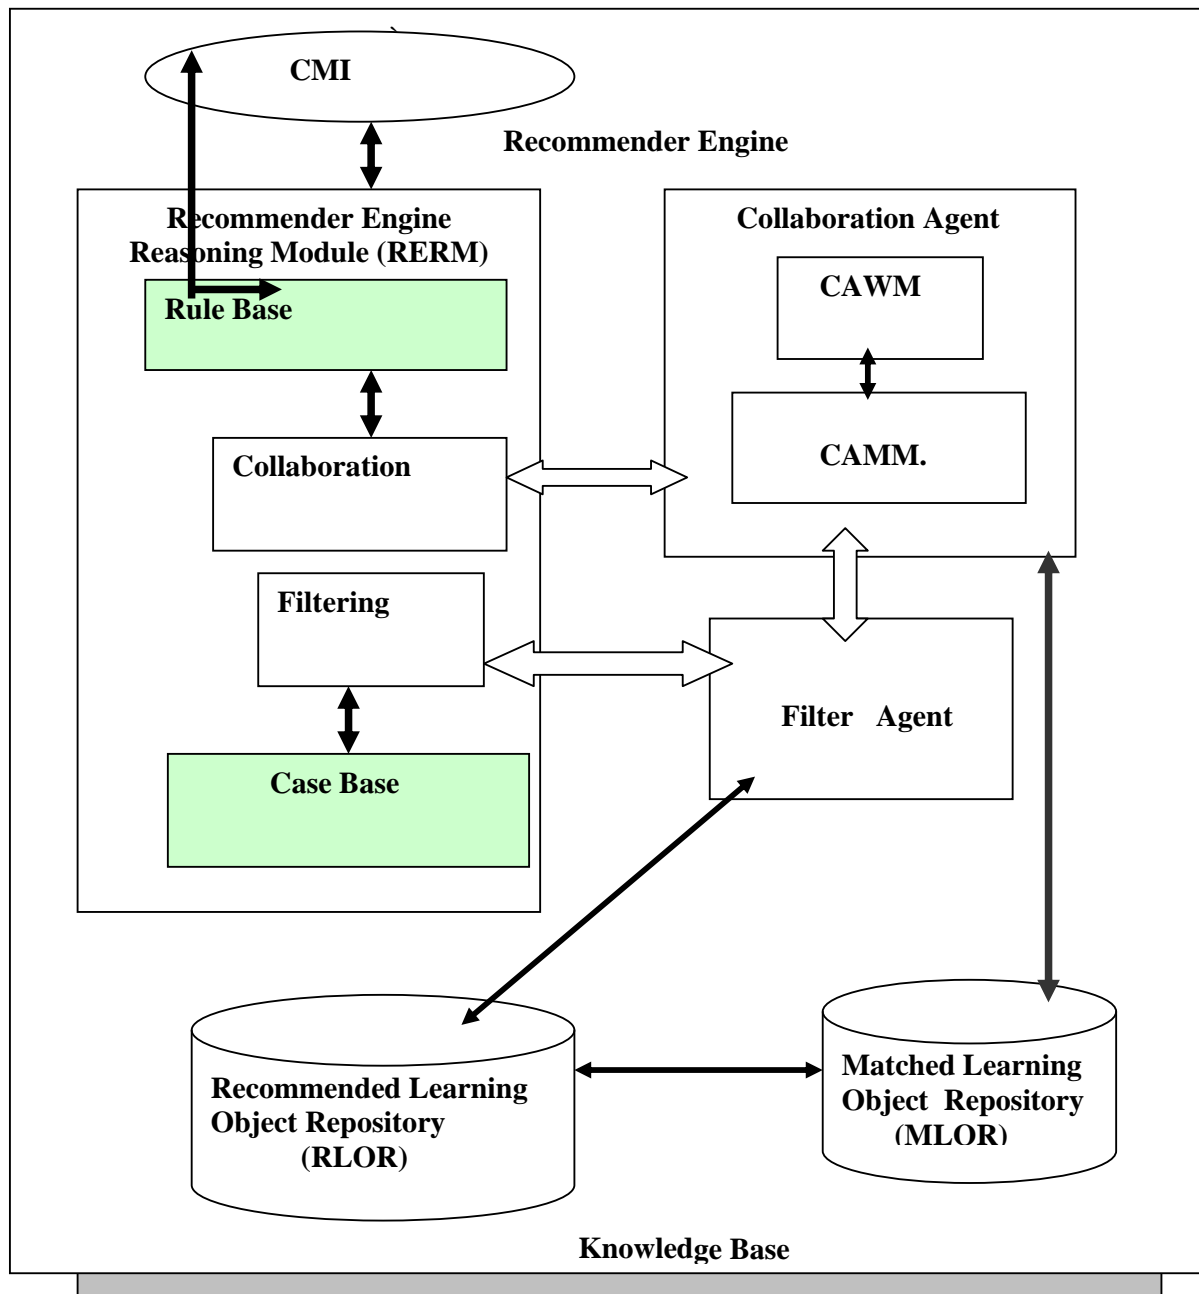 CMI
Recommender Engine
Recommender Engine
Reasoning Module (RERM)
Rule Base
Collaboration
Filtering
Case Base
Collaboration Agent
CAWM
CAMM.
Filter Agent
Recommended Learning
Object Repository
(RLOR)
Matched Learning
Object Repository
(MLOR)
Knowledge Base